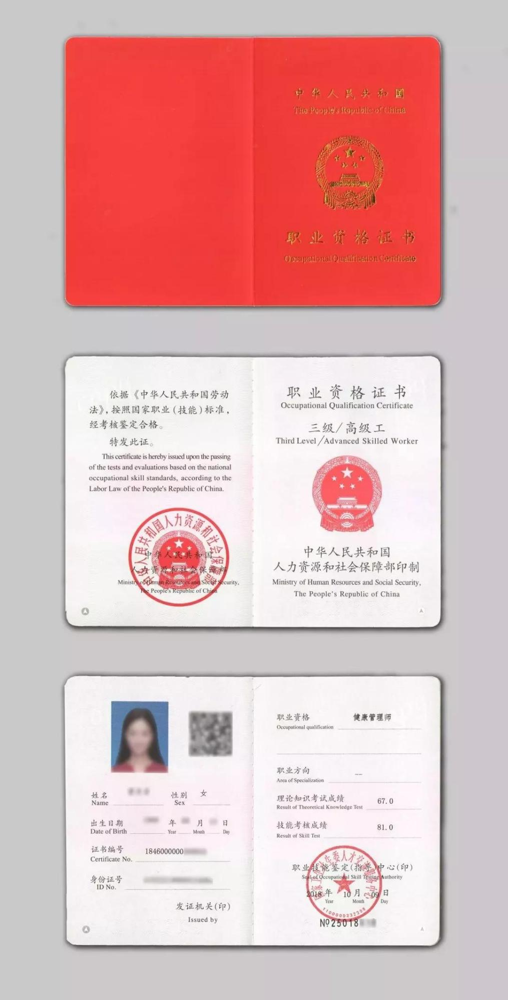 中华人民共和国
The People's Republic of China
职业资格证书
Occupational Qualification Certificate
依据《中华人民共和国劳动
法》,按照国家职业(技能)标准,
经考核鉴定合格。
特发此证。
This certificate is hereby issued upon the passing
of the tests and evaluations based on the national
occupational skill standards, according to the
Labor Law of the People's Republic of China.
中华人民共和国人力资源和社会保障部
中华人民共和国
人力资源和社会保障部
Ministry of Human Resources and Social Security,
The People's Republic of China
职业资格证书
Occupational Qualification Certificate
三级/高级工
Third Level/Advanced Skilled Worker
中华人民共和国
人力资源和社会保障部印制
Ministry of Human Resources and Social Security,
The People's Republic of China
姓名 性别 女
Name Sex
出生日期 年 月 日
Date of Birth Year Month Day
证书编号 1846000000
Certificate No.
身份证号
ID No.
发证机关(印)
Issued by
职业资格 健康管理师
Occupational qualification
职业方向 --
Area of Specialization
理论知识考试成绩 67.0
Result of Theoretical Knowledge Test
技能考核成绩 81.0
Result of Skill Test
国家卫生计生委人才交流服务中心
职业技能鉴定(指导)中心(印)
Seal of Occupational Skill Testing Authority
2018 年 10 月 09 日
Year Month Day
1100000232308
№25018